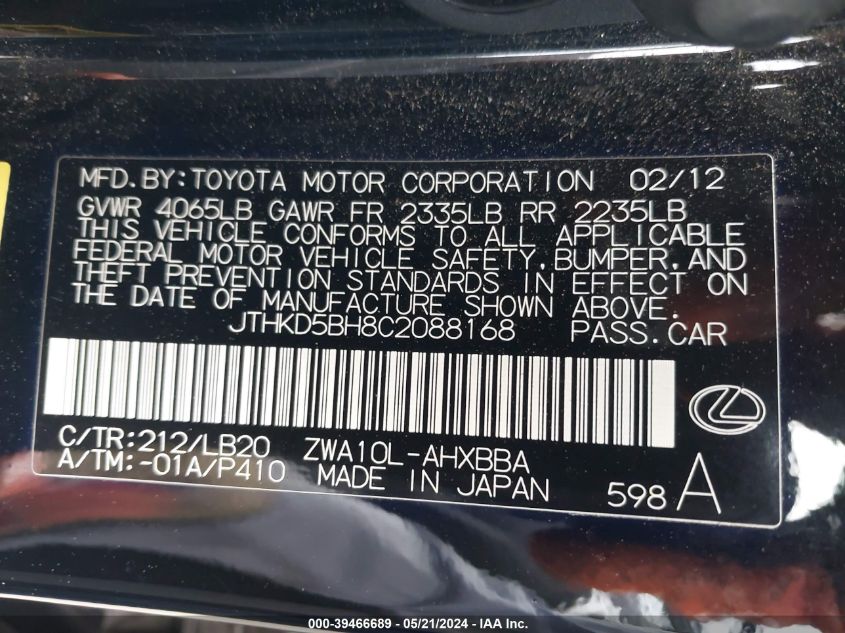 MFD.BY:TOYOTA MOTOR CORPORATION 02/12
GVWR 4065LB GAWR FR 2335LB RR 2235LB
THIS VEHICLE CONFORMS TO ALL APPLICABLE
FEDERAL MOTOR VEHICLE SAFETY,BUMPER,AND
THEFT PREVENTION STANDARDS IN EFFECT ON
THE DATE OF MANUFACTURE SHOWN ABOVE.
JTHKD5BH8C2088168 PASS.CAR
C/TR:212/LB20 ZWA10L-AHXBBA
A/TM:-01A/P410 MADE IN JAPAN 598 A
000-39466689 - 05/21/2024 - IAA Inc.